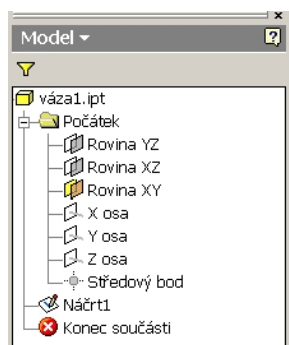 Model
váza1.ipt
Počátek
Rovina YZ
Rovina XZ
Rovina XY
X osa
Y osa
Z osa
Středový bod
Náčrt1
Konec součásti